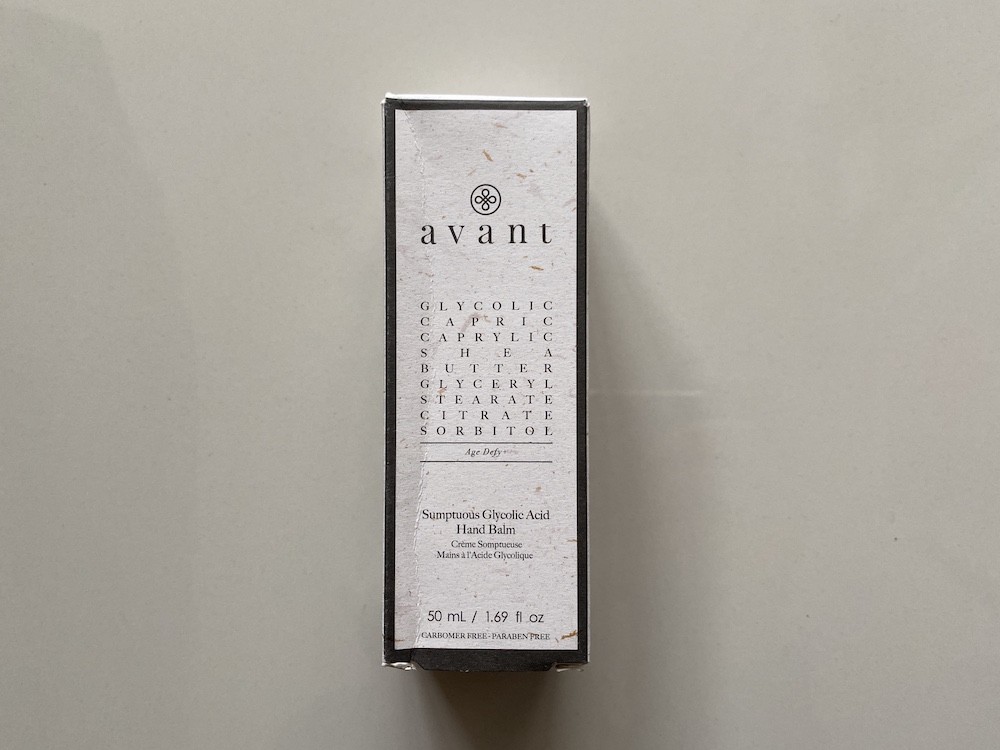 avant
GLYCOLIC
CAPRIC
CAPRYLIC
SHEA
BUTTER
GLYCERYL
STEARATE
CITRATE
SORBITOL
Age Defy+
Sumptuous Glycolic Acid
Hand Balm
Crème Somptueuse
Mains à l'Acide Glycolique
50 mL / 1.69 fl oz
CARBOMER FREE - PARABEN FREE